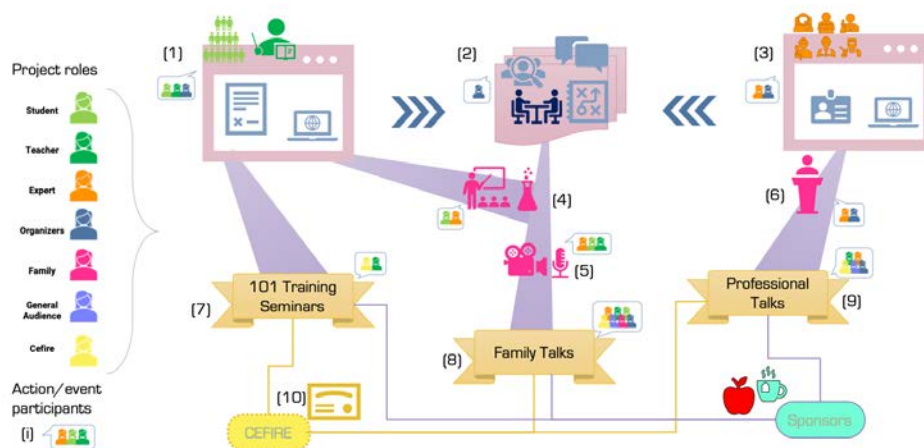 Project roles
Student
Teacher
Expert
Organizers
Family
General
Audience
Cefire
Action/event
participants
(i)
(1)
(2)
(3)
(4)
(5)
(6)
(7)
101 Training
Seminars
(8)
Family Talks
Professional
Talks
(9)
(10)
CEFIRE
Sponsors